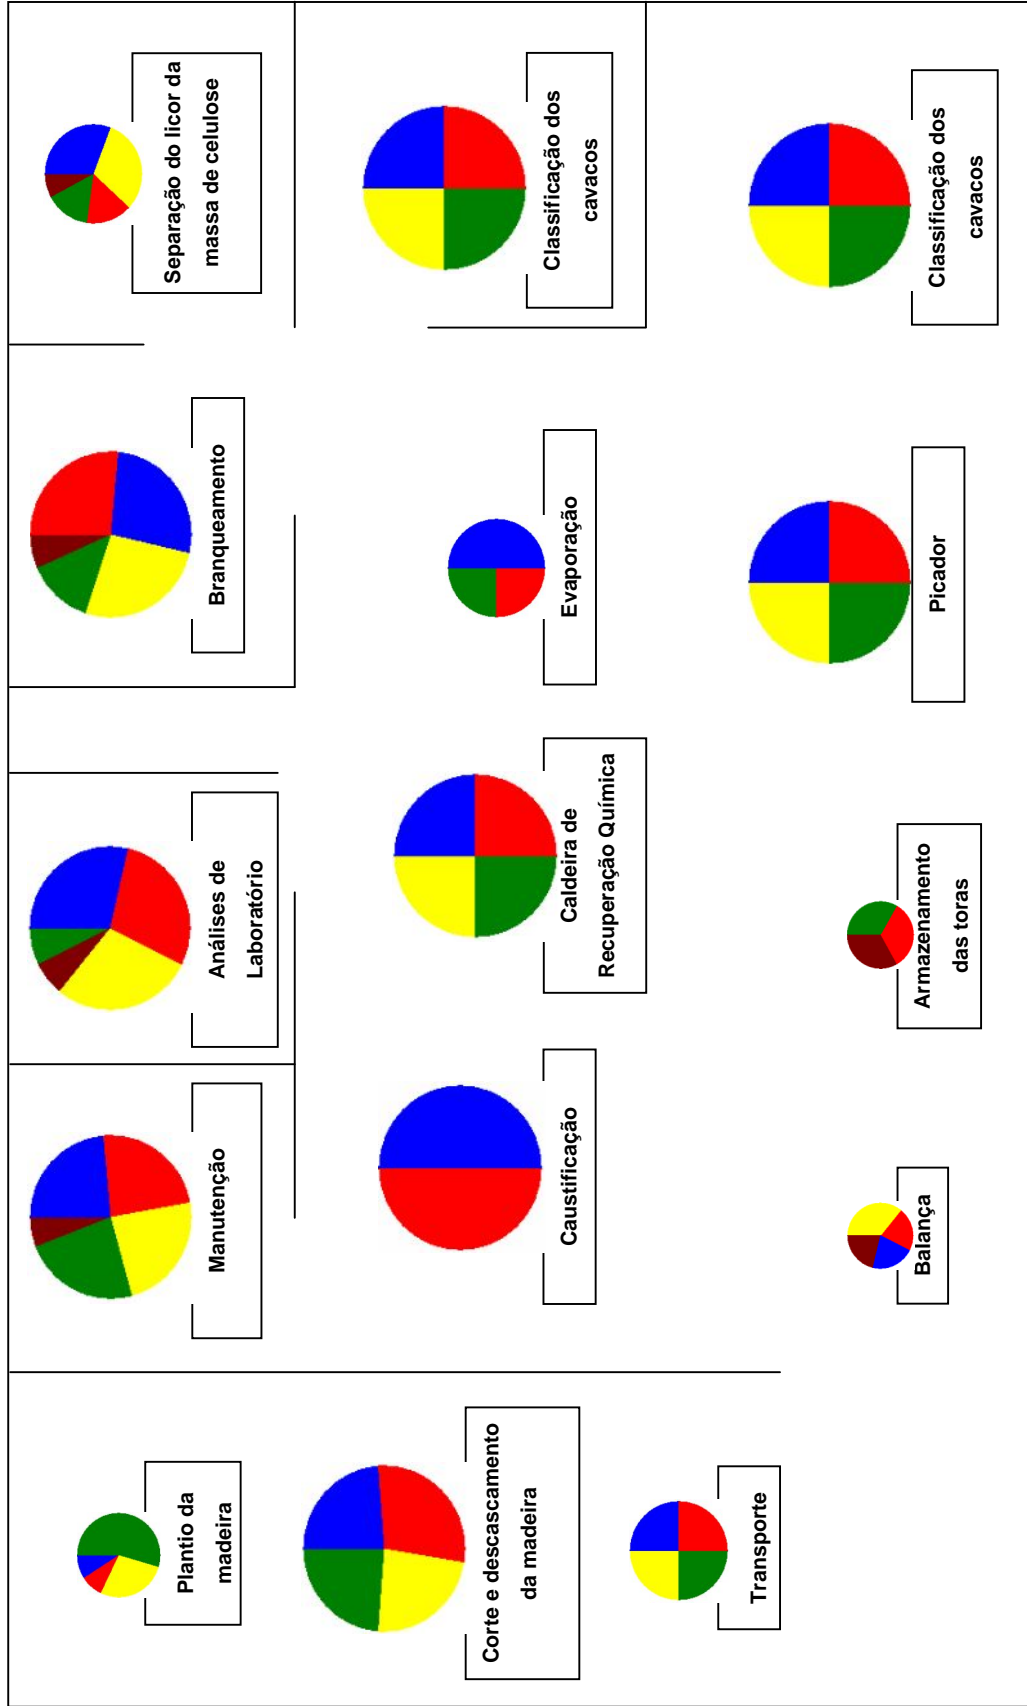 Plantio da
madeira
Manutenção
Análises de
Laboratório
Branqueamento
Separação do licor da
massa de celulose
Corte e descascamento
da madeira
Caustificação
Caldeira de
Recuperação Química
Evaporação
Classificação dos
cavacos
Transporte
Balança
Armazenamento
das toras
Picador
Classificação dos
cavacos